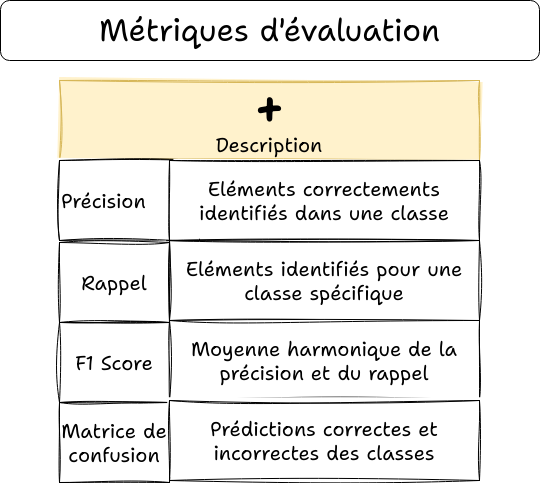 Métriques d'évaluation
+
Description
Précision
Eléments correctements
identifiés dans une classe
Rappel
Eléments identifiés pour une
classe spécifique
F1 Score
Moyenne harmonique de la
précision et du rappel
Matrice de
confusion
Prédictions correctes et
incorrectes des classes